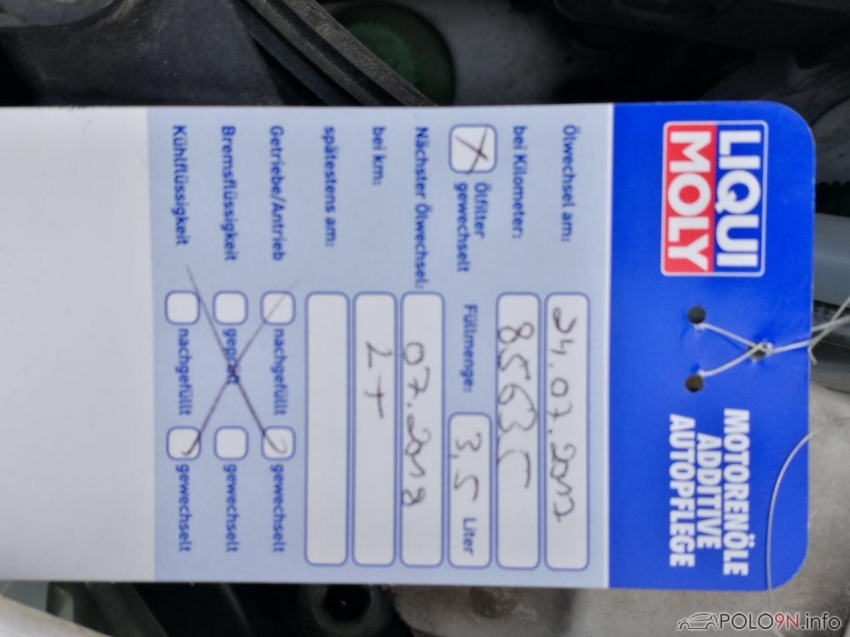 LIQUI
MOLY
MOTORENÖLE
ADDITIVE
AUTOPFLEGE
Ölwechsel am: 24.07.2017
bei Kilometer: 85635
X Ölfilter gewechselt Füllmenge: 3,5 Liter
Nächster Ölwechsel: 07.2018
bei km: LT
spätestens am:
Getriebe/Antrieb nachgefüllt gewechselt
Bremsflüssigkeit geprüft gewechselt
Kühlflüssigkeit nachgefüllt gewechselt
POLO9N.info